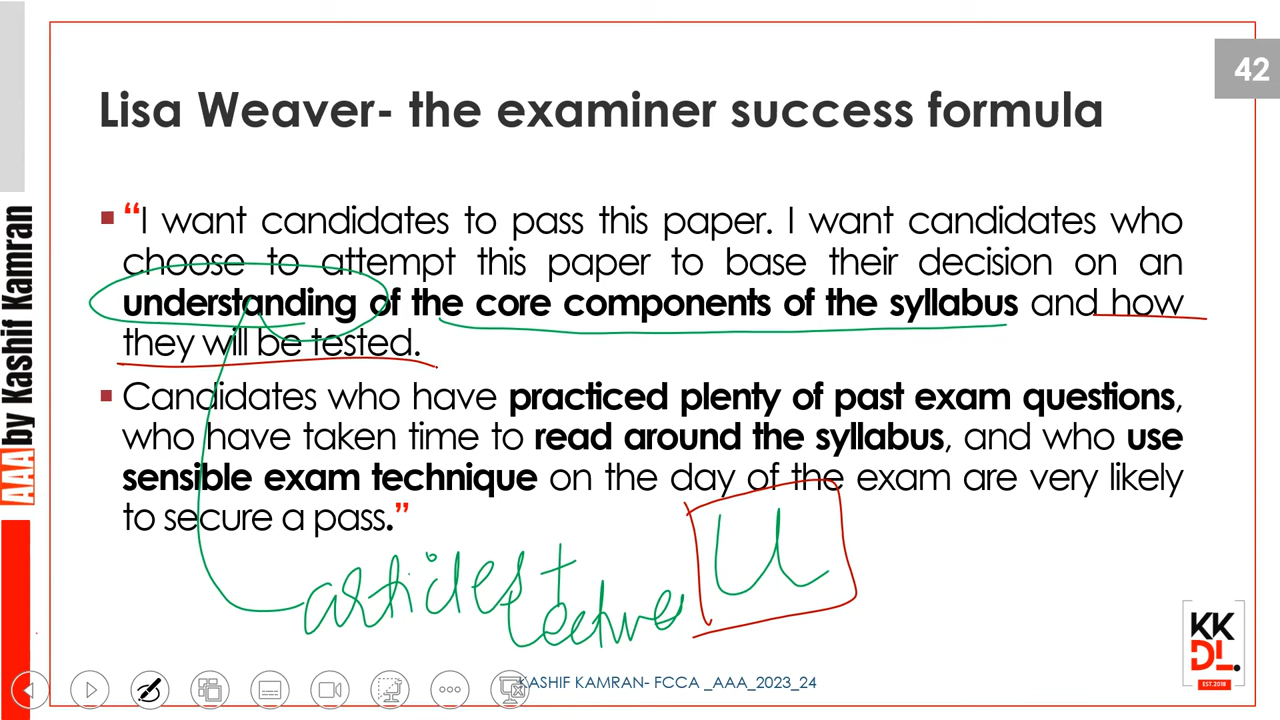 42
Lisa Weaver- the examiner success formula
“I want candidates to pass this paper. I want candidates who
choose to attempt this paper to base their decision on an
understanding of the core components of the syllabus and how
they will be tested.
Candidates who have practiced plenty of past exam questions,
who have taken time to read around the syllabus, and who use
sensible exam technique on the day of the exam are very likely
to secure a pass.”
articles +
lectures
U
AAA by Kashif Kamran
KASHIF KAMRAN- FCCA _AAA_2023_24
KK
DL.
EST.2018